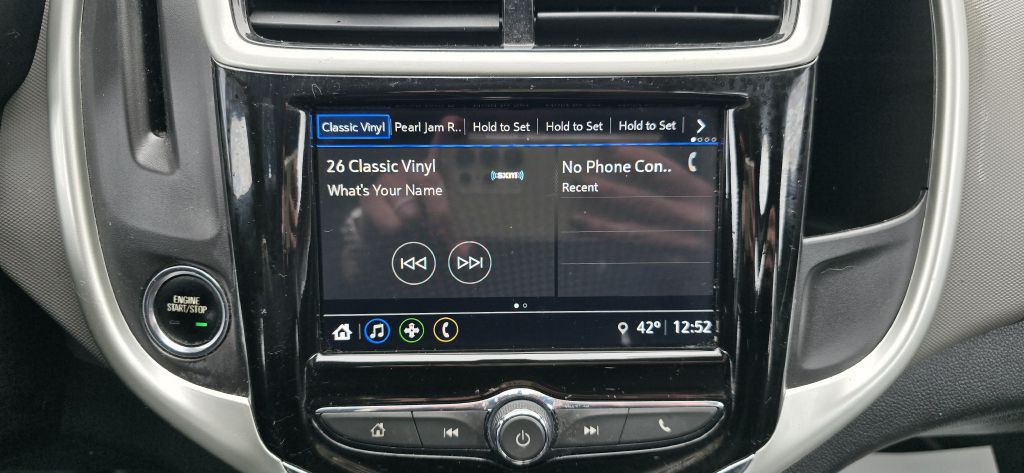 Classic Vinyl Pearl Jam R.. Hold to Set Hold to Set Hold to Set
26 Classic Vinyl
((sxm))
No Phone Con..
What's Your Name
Recent
ENGINE
START/STOP
42° 12:52